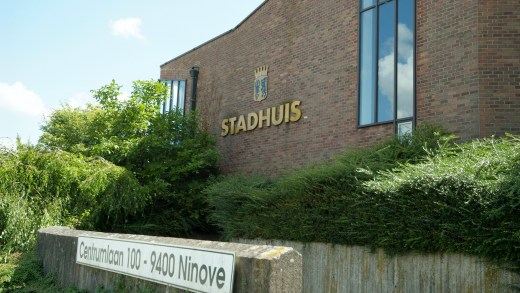 STADHUIS
Centrumlaan 100 - 9400 Ninove